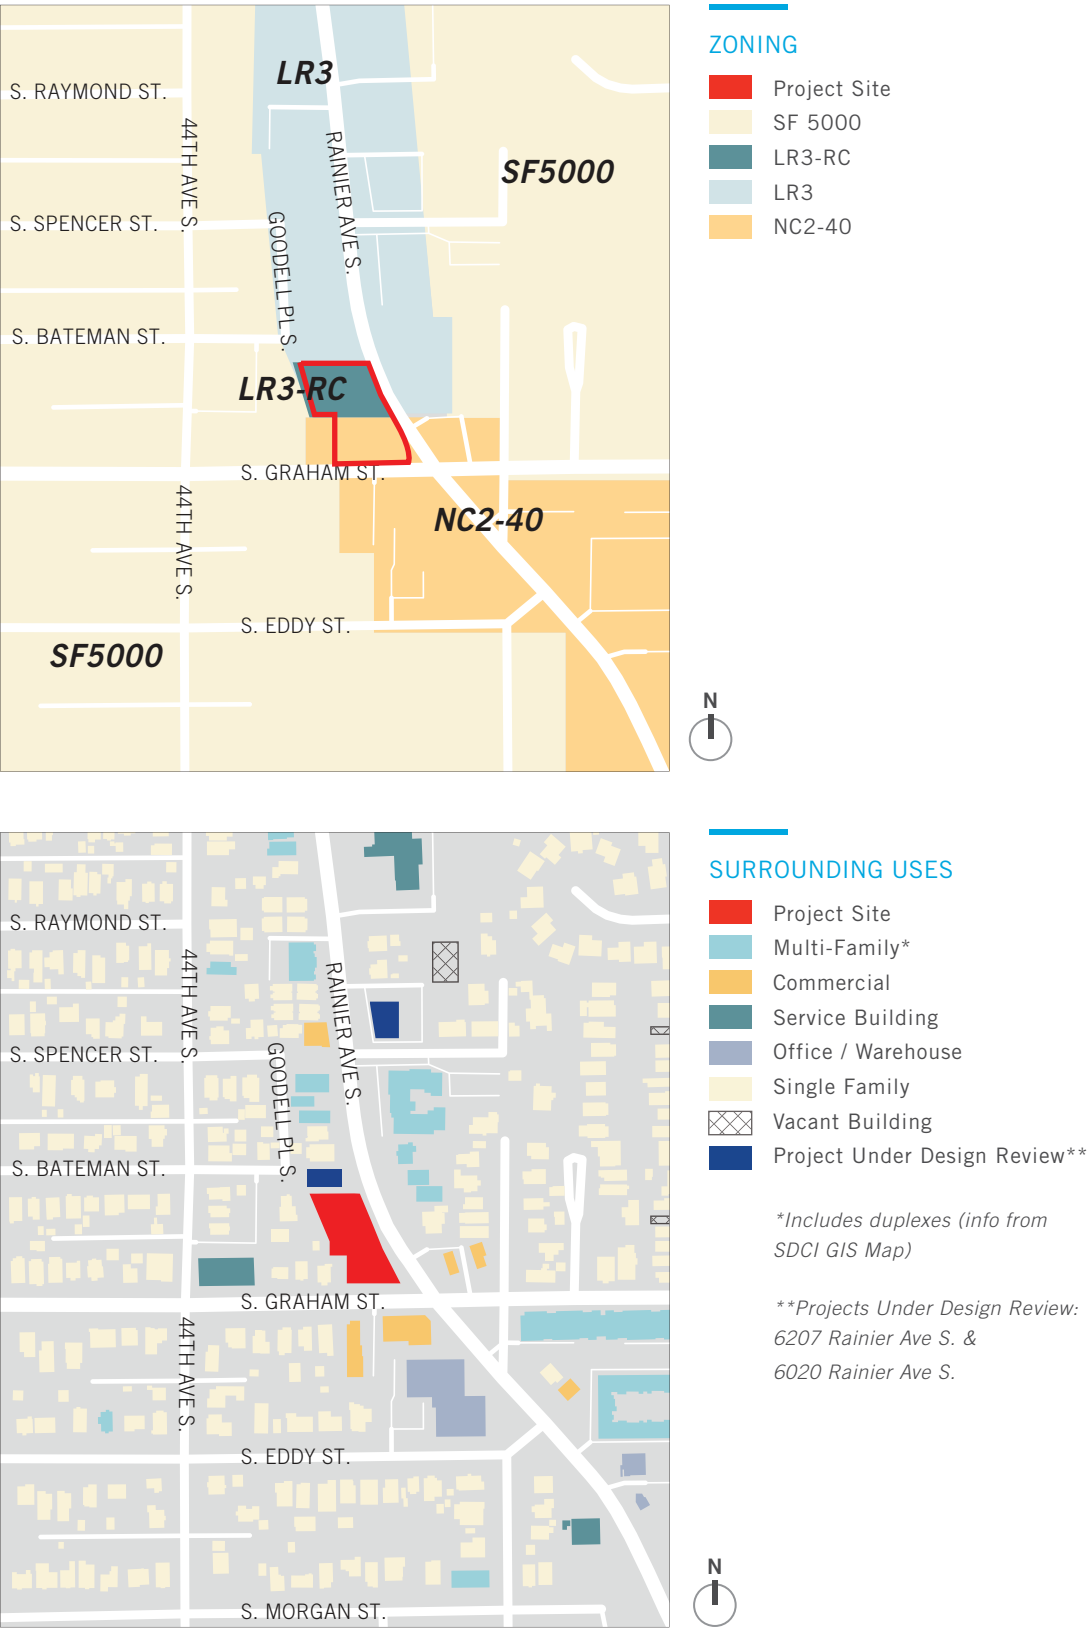 ZONING
Project Site
SF 5000
LR3-RC
LR3
NC2-40
LR3
S. RAYMOND ST.
44TH AVE S.
RAINIER AVE S.
SF5000
S. SPENCER ST.
GOODELL PL S.
S. BATEMAN ST.
LR3-RC
S. GRAHAM ST.
44TH AVE S.
NC2-40
S. EDDY ST.
SF5000
N
SURROUNDING USES
Project Site
Multi-Family*
Commercial
Service Building
Office / Warehouse
Single Family
Vacant Building
Project Under Design Review**
*Includes duplexes (info from
SDCI GIS Map)
**Projects Under Design Review:
6207 Rainier Ave S. &
6020 Rainier Ave S.
S. RAYMOND ST.
44TH AVE S.
RAINIER AVE S.
S. SPENCER ST.
GOODELL PL S.
S. BATEMAN ST.
S. GRAHAM ST.
44TH AVE S.
S. EDDY ST.
S. MORGAN ST.
N